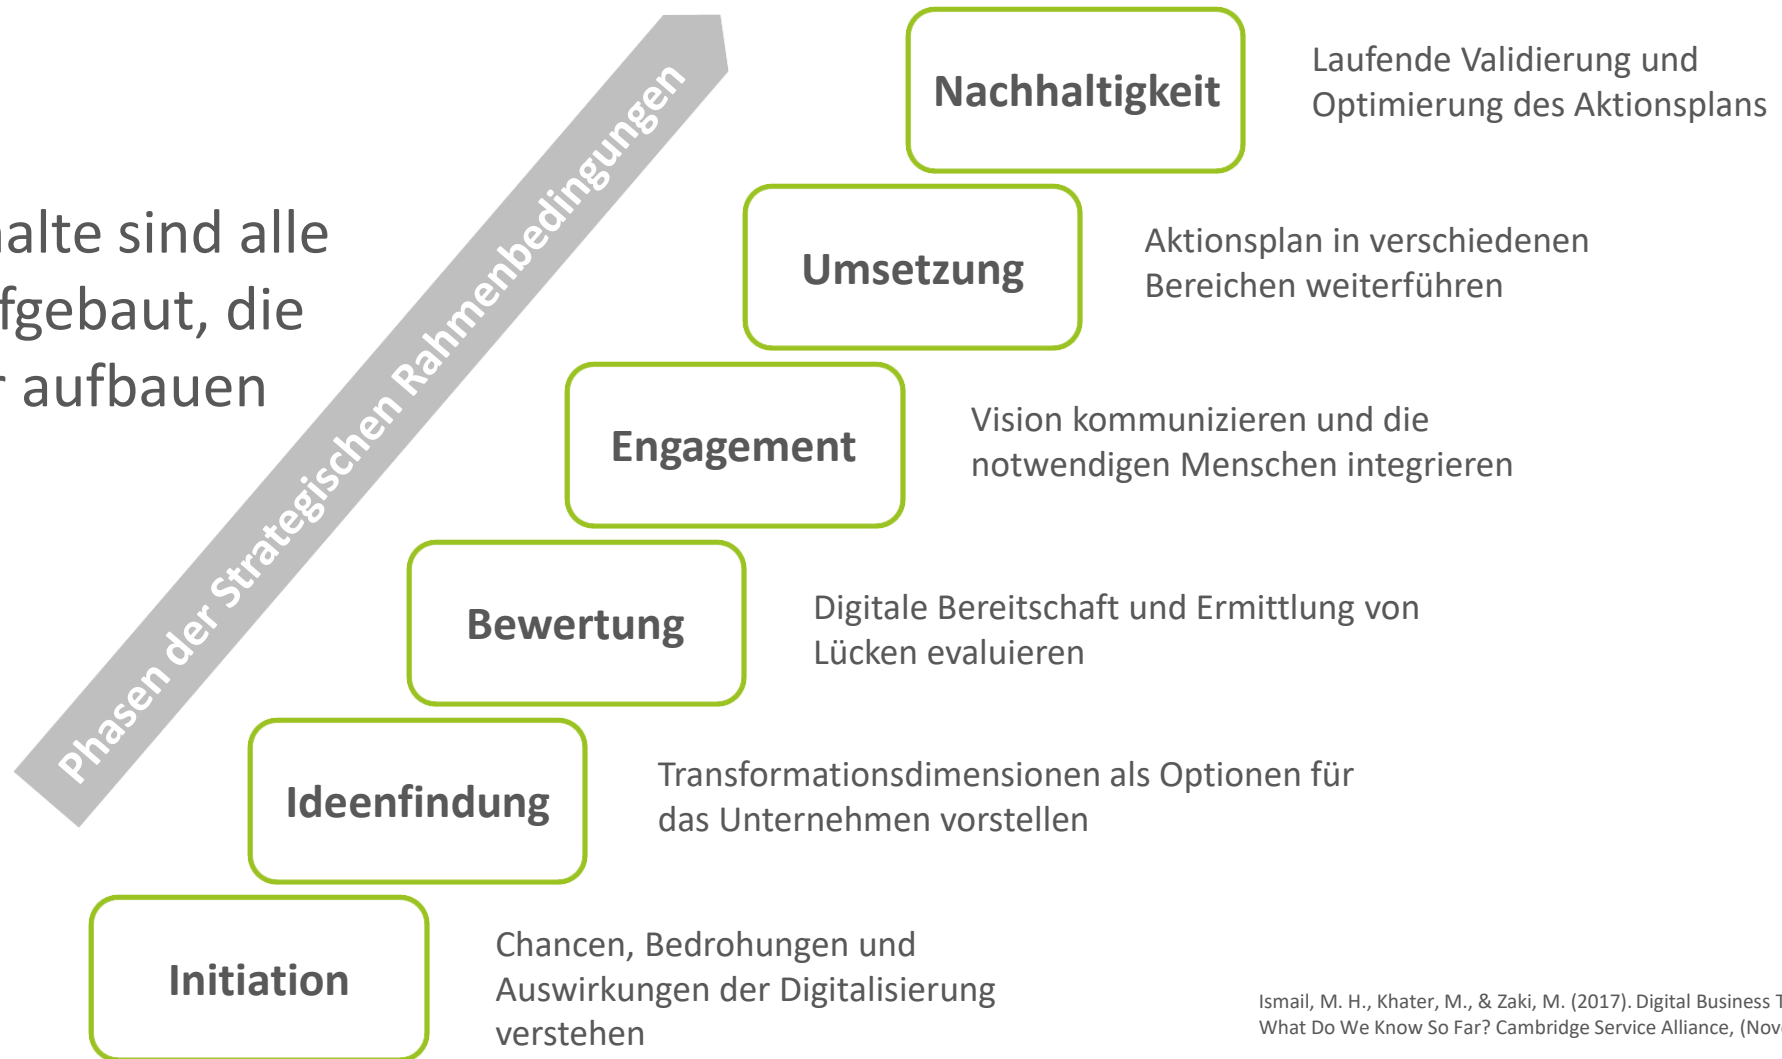 Nachhaltigkeit
Laufende Validierung und
Optimierung des Aktionsplans
Umsetzung
Aktionsplan in verschiedenen
Bereichen weiterführen
Engagement
Vision kommunizieren und die
notwendigen Menschen integrieren
Bewertung
Digitale Bereitschaft und Ermittlung von
Lücken evaluieren
Ideenfindung
Transformationsdimensionen als Optionen für
das Unternehmen vorstellen
Initiation
Chancen, Bedrohungen und
Auswirkungen der Digitalisierung
verstehen
Phasen der Strategischen Rahmenbedingungen
alte sind alle
fgebaut, die
r aufbauen
Ismail, M. H., Khater, M., & Zaki, M. (2017). Digital Business T
What Do We Know So Far? Cambridge Service Alliance, (Nov